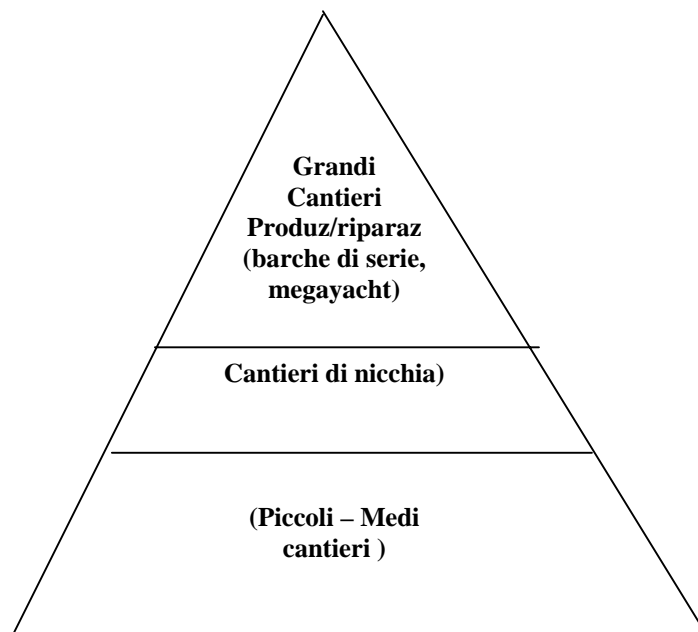 Grandi
Cantieri
Produz/riparaz
(barche di serie,
megayacht)
Cantieri di nicchia)
(Piccoli – Medi
cantieri )